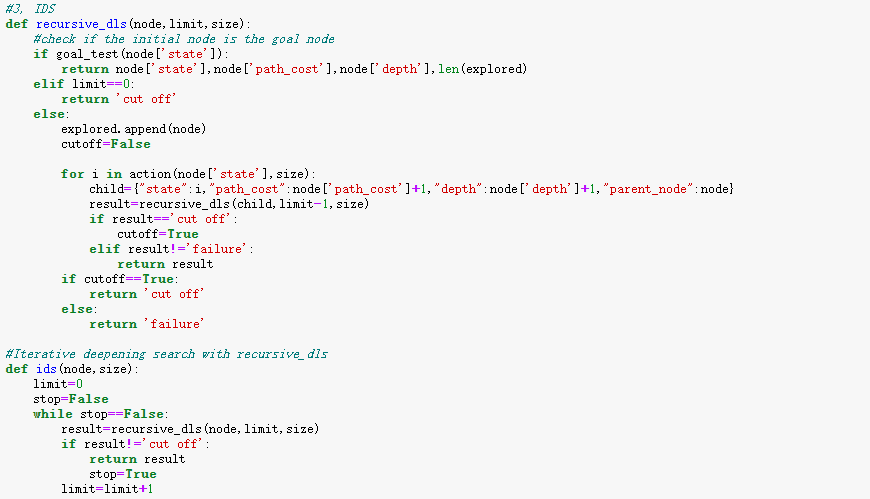 #3, IDS
def recursive_dls(node,limit,size):
    #check if the initial node is the goal node
    if goal_test(node['state']):
        return node['state'],node['path_cost'],node['depth'],len(explored)
    elif limit==0:
        return 'cut off'
    else:
        explored.append(node)
        cutoff=False

        for i in action(node['state'],size):
            child={"state":i,"path_cost":node['path_cost']+1,"depth":node['depth']+1,"parent_node":node}
            result=recursive_dls(child,limit-1,size)
            if result=='cut off':
                cutoff=True
            elif result!='failure':
                return result
        if cutoff==True:
            return 'cut off'
        else:
            return 'failure'

#Iterative deepening search with recursive_dls
def ids(node,size):
    limit=0
    stop=False
    while stop==False:
        result=recursive_dls(node,limit,size)
        if result!='cut off':
            return result
            stop=True
        limit=limit+1